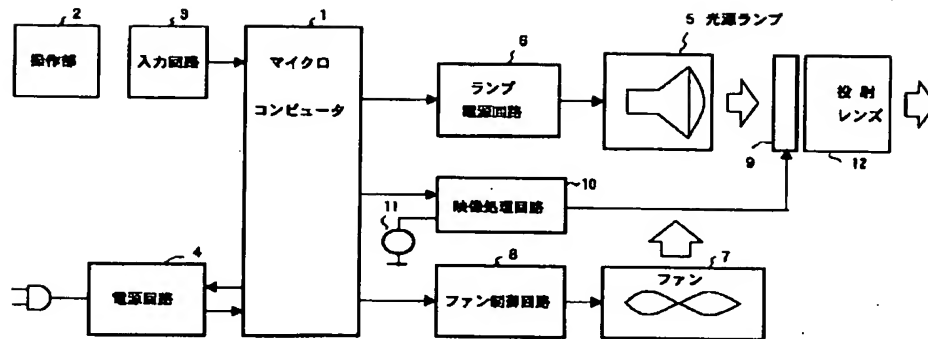 2
操作部
3
入力回路
1
マイクロ
コンピュータ
6
ランプ
電源回路
5 光源ランプ
9
投射
レンズ
12
10
映像処理回路
11
4
電源回路
8
ファン制御回路
7
ファン